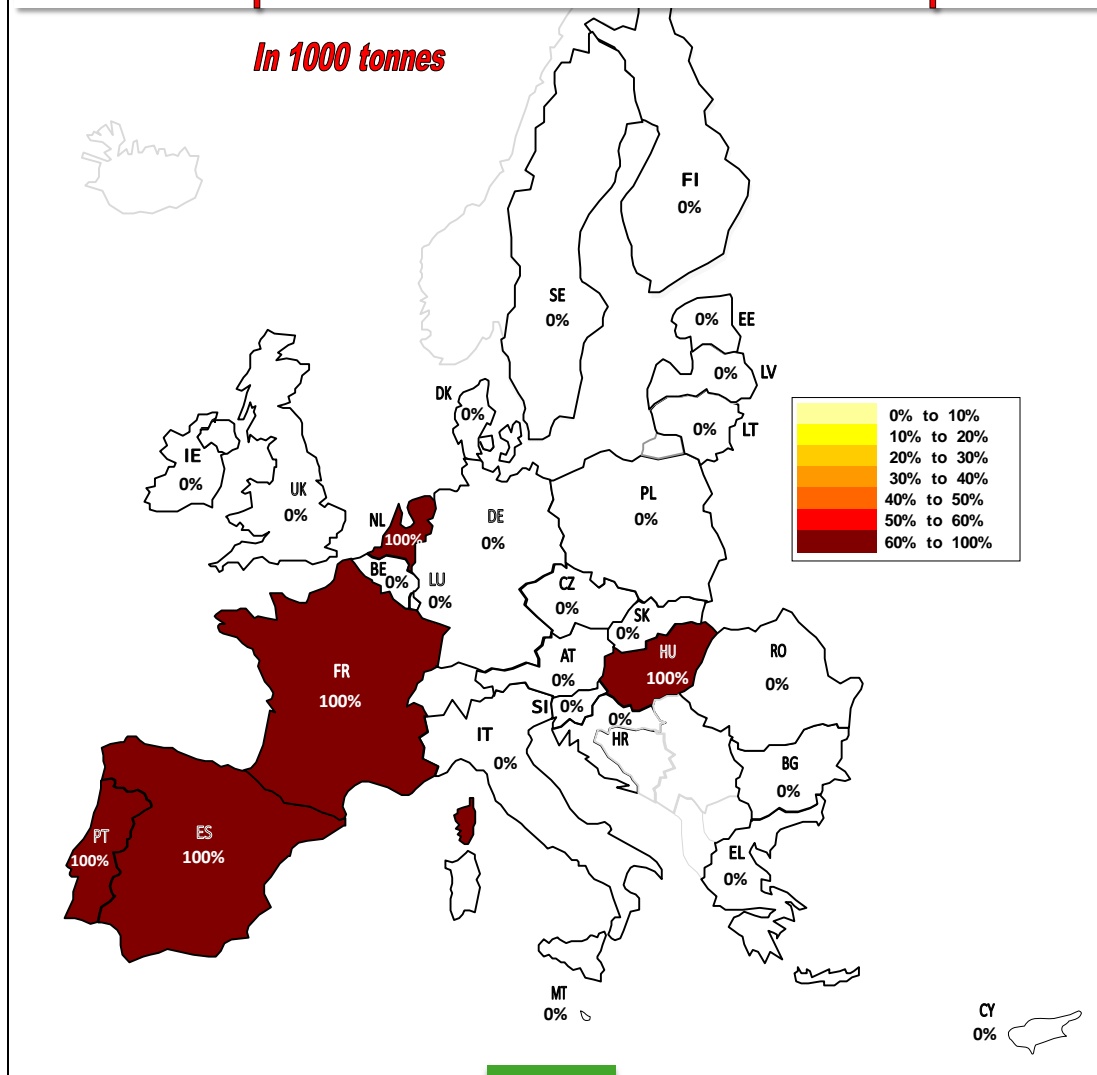 In 1000 tonnes
FI
0%
SE
0%
0% EE
0% LV
DK
0%
0% LT
IE
0%
UK
0%
0% to 10%
10% to 20%
20% to 30%
30% to 40%
40% to 50%
50% to 60%
60% to 100%
PL
0%
DE
0%
NL
100%
BE
0%
LU
0%
CZ
0%
SK
0%
AT
0%
HU
100%
RO
0%
FR
100%
SI 0%
0%
HR
IT
0%
BG
0%
PT
100%
ES
100%
EL
0%
MT
0%
CY
0%